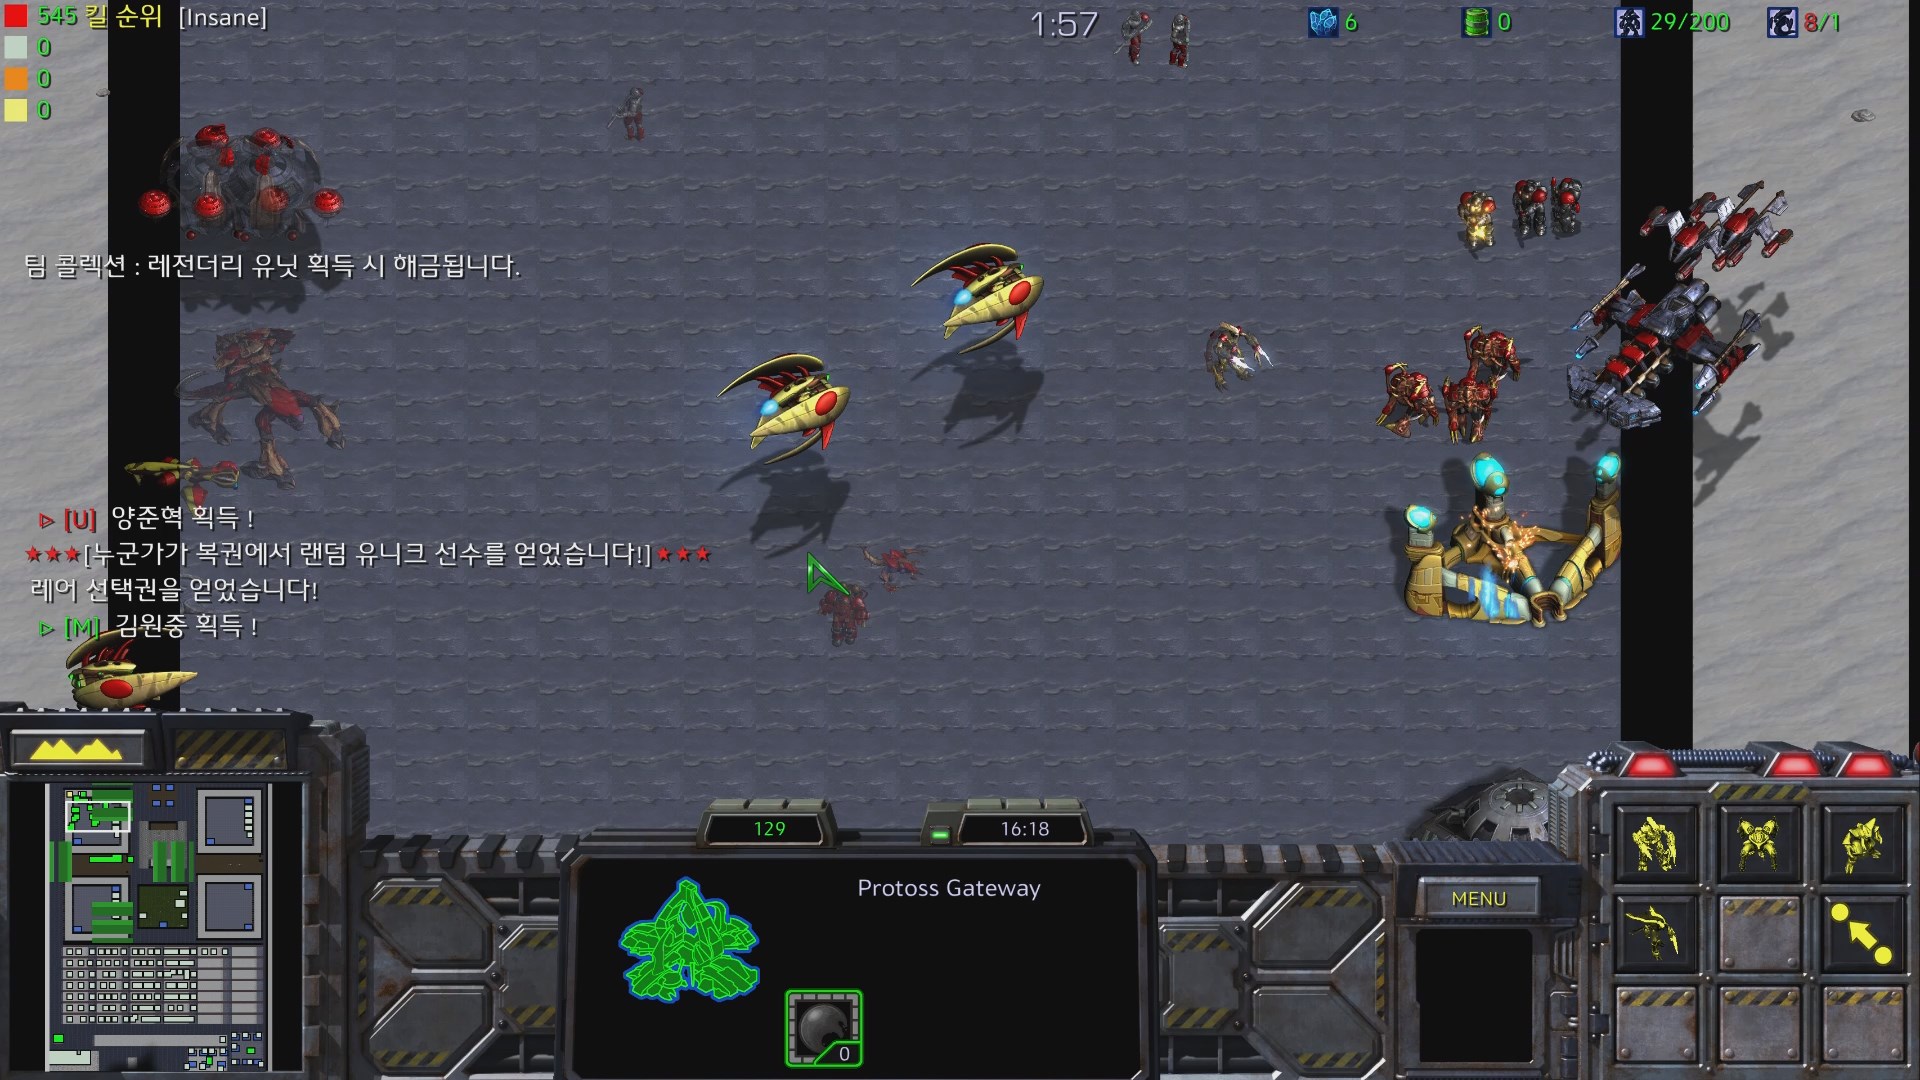 545 킬 순위 [Insane]
0
0
0
1:57
6
0
29/200
8/1
팀 콜렉션 : 레전더리 유닛 획득 시 해금됩니다.
▷ [U] 양준혁 획득 !
★★★[누군가가 복권에서 랜덤 유니크 선수를 얻었습니다!]★★★
레어 선택권을 얻었습니다!
▷ [M] 김원중 획득 !
129
16:18
Protoss Gateway
0
MENU